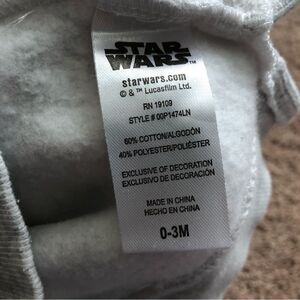 STAR
WARS™
starwars.com
© & ™ Lucasfilm Ltd.
RN 19109
STYLE # 00P1474LN
60% COTTON/ALGODÓN
40% POLYESTER/POLIÉSTER
EXCLUSIVE OF DECORATION
EXCLUSIVO DE DECORACIÓN
MADE IN CHINA
HECHO EN CHINA
0-3M